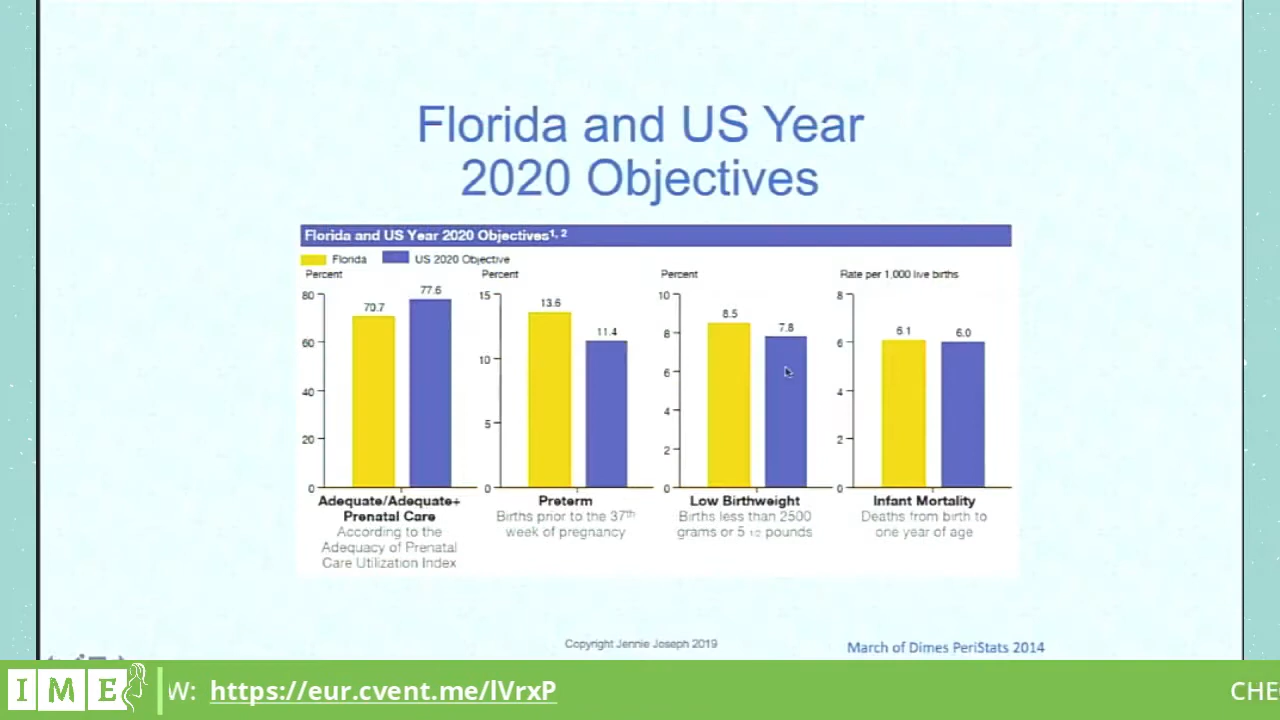 Florida and US Year
2020 Objectives
Florida and US Year 2020 Objectives1, 2
Florida US 2020 Objective
Percent Percent Percent Rate per 1,000 live births
80 77.6 15 10 8
70.7 13.6 8.5 7.8 6.1 6.0
60 11.4 8 6
10 6
40 4
5 4
20 2 2
0 0 0 0
Adequate/Adequate+ Preterm Low Birthweight Infant Mortality
Prenatal Care Births prior to the 37th Births less than 2500 Deaths from birth to
According to the week of pregnancy grams or 5 1/2 pounds one year of age
Adequacy of Prenatal
Care Utilization Index
Copyright Jennie Joseph 2019
March of Dimes PeriStats 2014
IME W: https://eur.cvent.me/lVrxP CHE